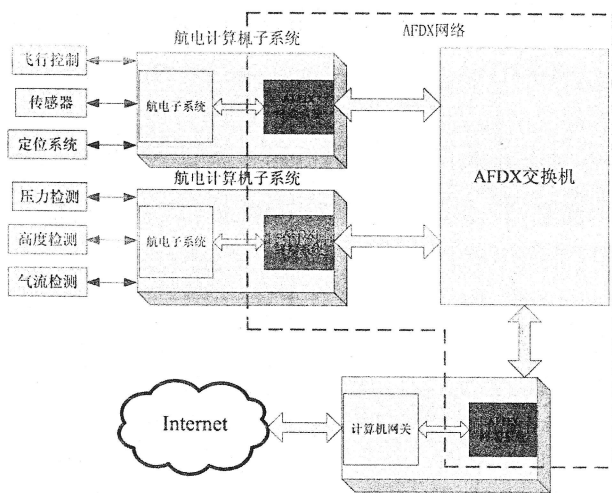 航电计算机子系统
AFDX网络
飞行控制
传感器
定位系统
航电子系统
AFDX
航电计算机子系统
压力检测
高度检测
气流检测
航电子系统
AFDX
AFDX交换机
Internet
计算机网关